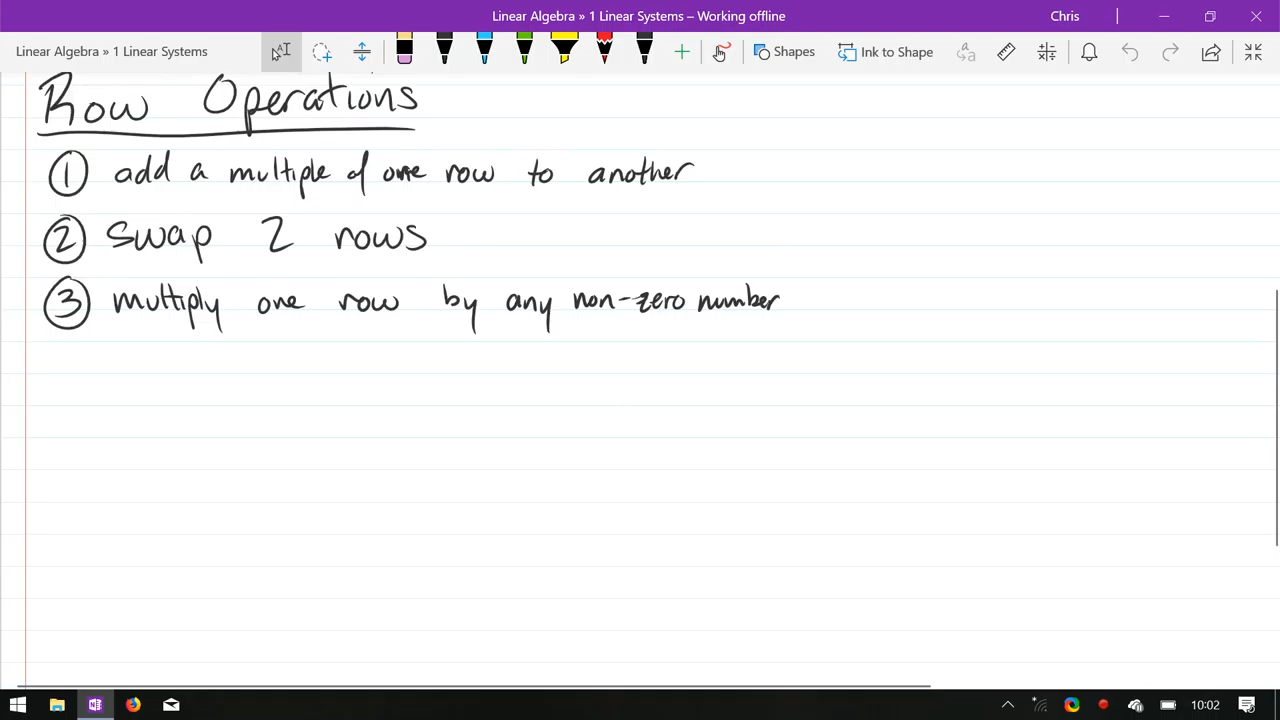 Linear Algebra » 1 Linear Systems – Working offline
Chris
Linear Algebra » 1 Linear Systems
Shapes
Ink to Shape
Row Operations
① add a multiple of one row to another
② swap 2 rows
③ multiply one row by any non-zero number
10:02